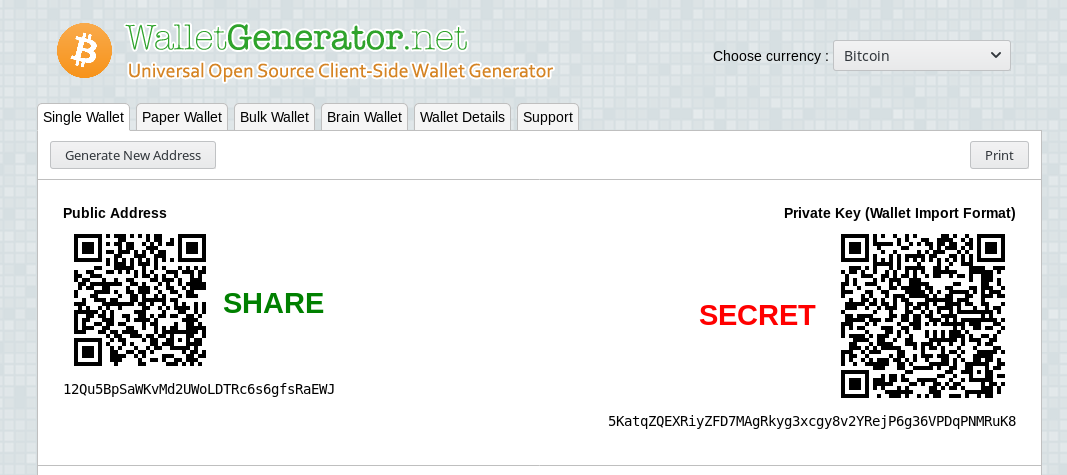 WalletGenerator.net
Universal Open Source Client-Side Wallet Generator
Choose currency : Bitcoin
Single Wallet Paper Wallet Bulk Wallet Brain Wallet Wallet Details Support
Generate New Address Print
Public Address Private Key (Wallet Import Format)
SHARE
SECRET
12Qu5BpSaWKvMd2UWoLDTRc6s6gfsRaEWJ
5KatqZQEXRiyZFD7MAgRkyg3xcgy8v2YRejP6g36VPDqPNMRuK8